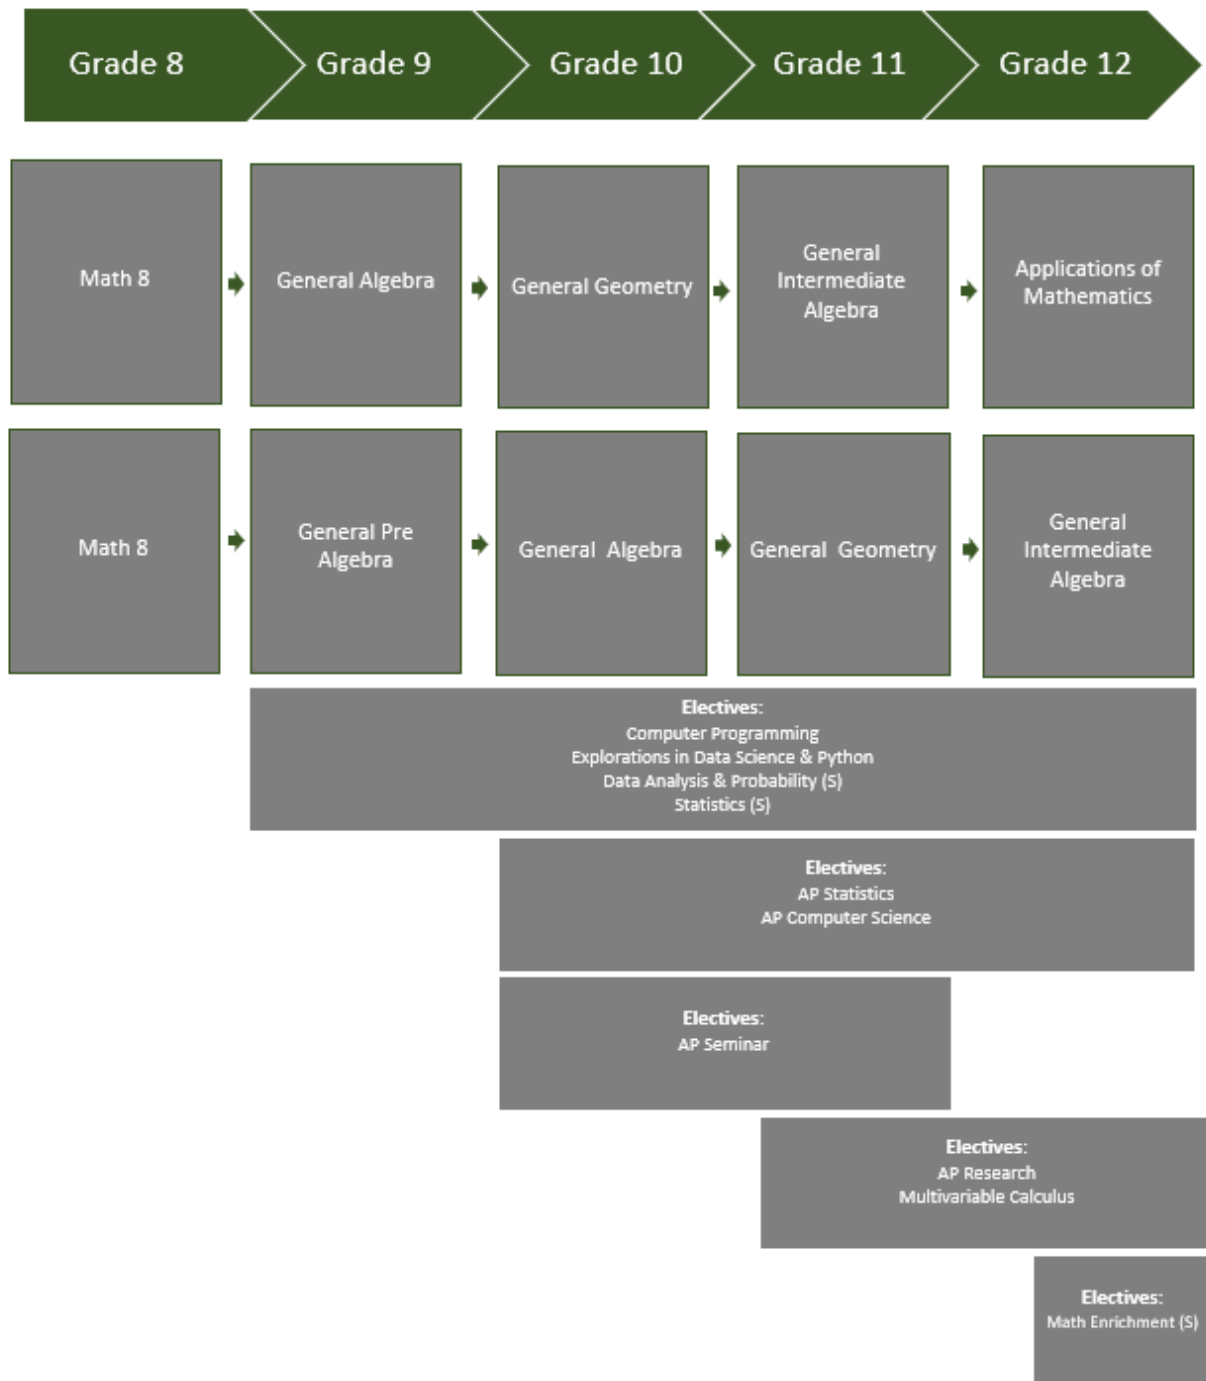 Grade 8
Grade 9
Grade 10
Grade 11
Grade 12
Math 8
General Algebra
General Geometry
General
Intermediate
Algebra
Applications of
Mathematics
Math 8
General Pre
Algebra
General Algebra
General Geometry
General
Intermediate
Algebra
Electives:
Computer Programming
Explorations in Data Science & Python
Data Analysis & Probability (S)
Statistics (S)
Electives:
AP Statistics
AP Computer Science
Electives:
AP Seminar
Electives:
AP Research
Multivariable Calculus
Electives:
Math Enrichment (S)